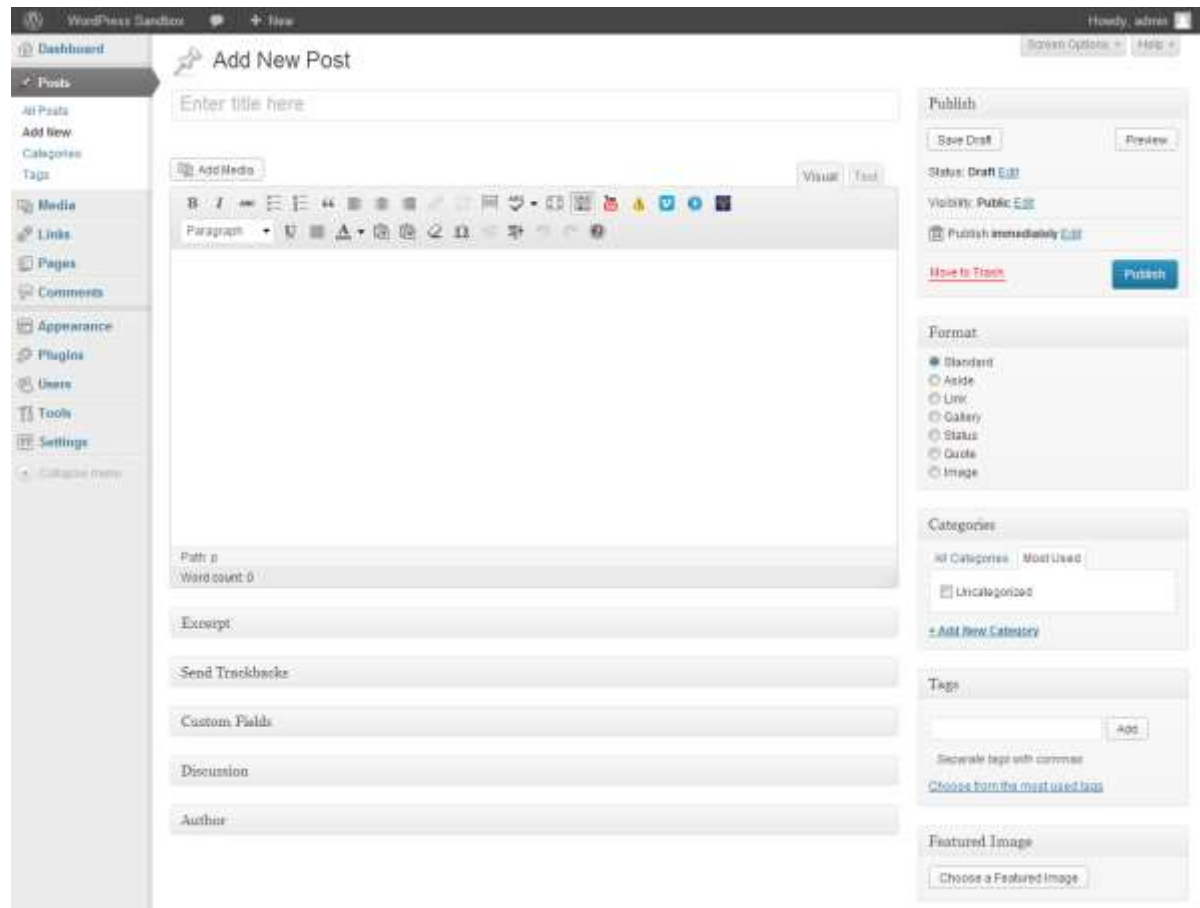 WordPress Sandbox + New Howdy, admin
Screen Options Help
Dashboard
Posts
All Posts
Add New
Categories
Tags
Media
Links
Pages
Comments
Appearance
Plugins
Users
Tools
Settings
Collapse menu
Add New Post
Enter title here
Add Media
Visual Text
B I
Paragraph U A Ω
Path: p
Word count: 0
Excerpt
Send Trackbacks
Custom Fields
Discussion
Author
Publish
Save Draft Preview
Status: Draft Edit
Visibility: Public Edit
Publish immediately Edit
Move to Trash Publish
Format
Standard
Aside
Link
Gallery
Status
Quote
Image
Categories
All Categories Most Used
Uncategorized
+ Add New Category
Tags
Add
Separate tags with commas
Choose from the most used tags
Featured Image
Choose a Featured Image